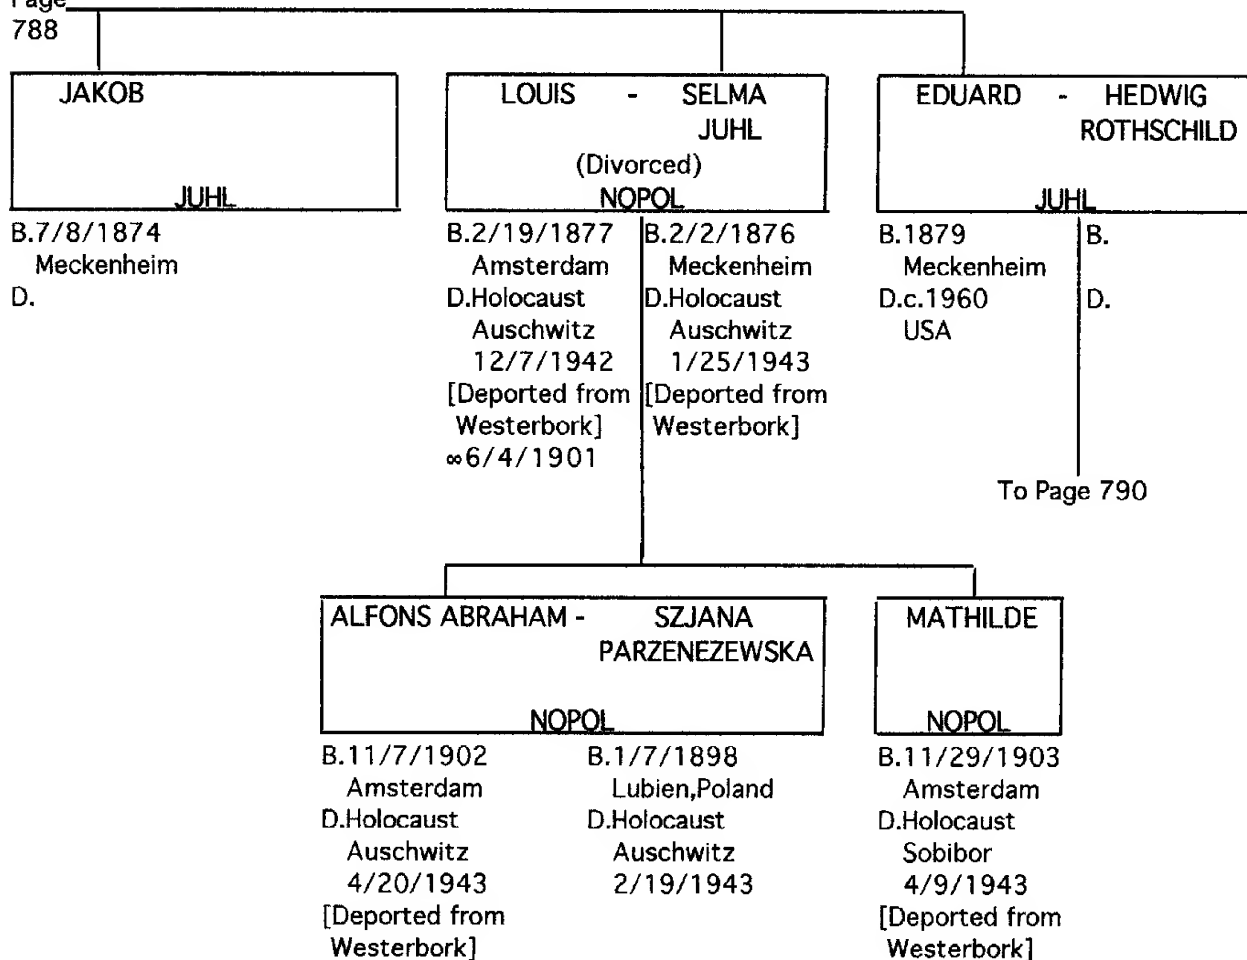 Page
788
JAKOB
JUHL
B.7/8/1874
Meckenheim
D.
LOUIS - SELMA
JUHL
(Divorced)
NOPOL
B.2/19/1877
Amsterdam
D.Holocaust
Auschwitz
12/7/1942
[Deported from
Westerbork]
∞6/4/1901
B.2/2/1876
Meckenheim
D.Holocaust
Auschwitz
1/25/1943
[Deported from
Westerbork]
EDUARD - HEDWIG
ROTHSCHILD
JUHL
B.1879
Meckenheim
D.c.1960
USA
B.
D.
To Page 790
ALFONS ABRAHAM - SZJANA
PARZENEZEWSKA
NOPOL
B.11/7/1902
Amsterdam
D.Holocaust
Auschwitz
4/20/1943
[Deported from
Westerbork]
B.1/7/1898
Lubien,Poland
D.Holocaust
Auschwitz
2/19/1943
MATHILDE
NOPOL
B.11/29/1903
Amsterdam
D.Holocaust
Sobibor
4/9/1943
[Deported from
Westerbork]